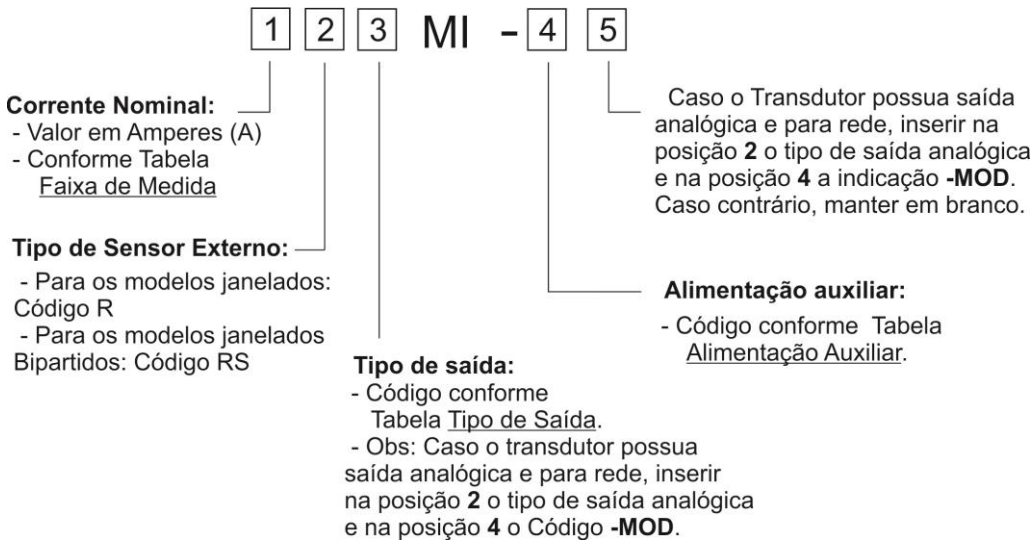 1 2 3 MI - 4 5
Corrente Nominal:
- Valor em Amperes (A)
- Conforme Tabela
Faixa de Medida
Tipo de Sensor Externo:
- Para os modelos janelados:
Código R
- Para os modelos janelados
Bipartidos: Código RS
Tipo de saída:
- Código conforme
Tabela Tipo de Saída.
- Obs: Caso o transdutor possua
saída analógica e para rede, inserir
na posição 2 o tipo de saída analógica
e na posição 4 o Código -MOD.
Caso o Transdutor possua saída
analógica e para rede, inserir na
posição 2 o tipo de saída analógica
e na posição 4 a indicação -MOD.
Caso contrário, manter em branco.
Alimentação auxiliar:
- Código conforme Tabela
Alimentação Auxiliar.